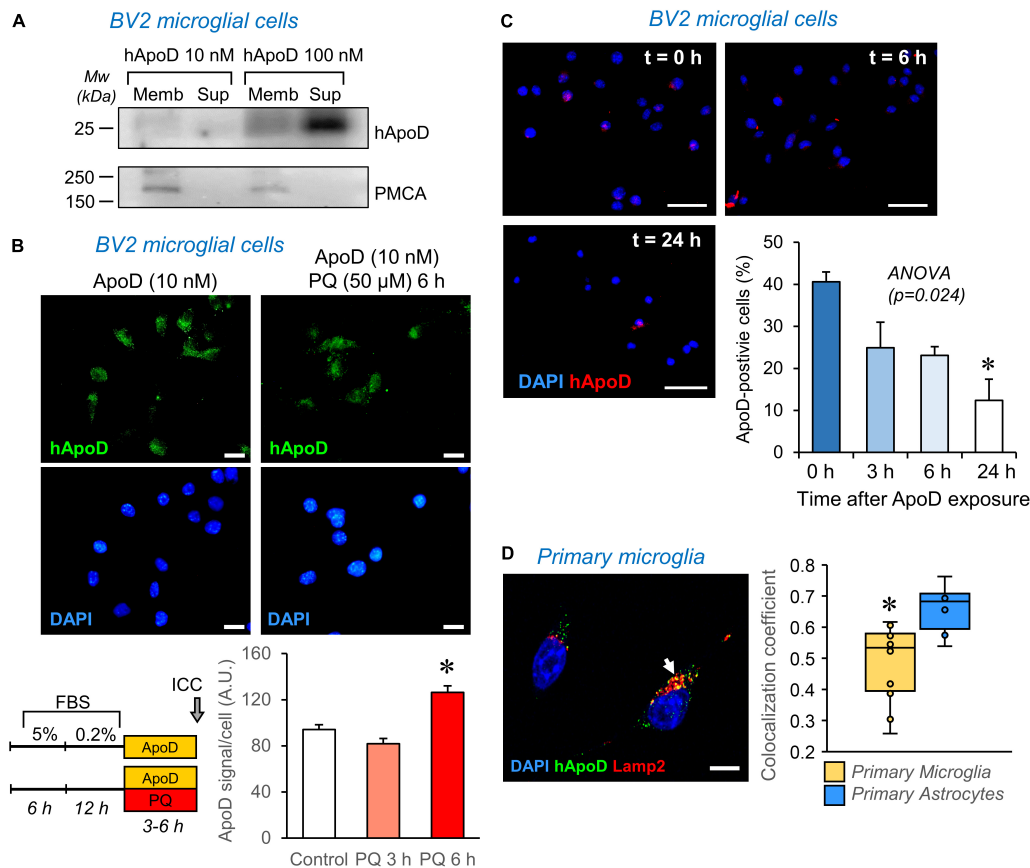 A
BV2 microglial cells
hApoD 10 nM hApoD 100 nM
Mw
(kDa)
Memb Sup Memb Sup
25
hApoD
250
150
PMCA
B
BV2 microglial cells
ApoD (10 nM)
ApoD (10 nM)
PQ (50 µM) 6 h
hApoD
hApoD
DAPI
DAPI
FBS
ICC
5% 0.2%
ApoD
ApoD
PQ
6 h 12 h
3-6 h
ApoD signal/cell (A.U.)
160
120
80
40
0
*
Control PQ 3 h PQ 6 h
C
BV2 microglial cells
t = 0 h
t = 6 h
t = 24 h
DAPI hApoD
ApoD-postivie cells (%)
50
40
30
20
10
0
ANOVA
(p=0.024)
*
0 h 3 h 6 h 24 h
Time after ApoD exposure
D
Primary microglia
DAPI hApoD Lamp2
Colocalization coefficient
0.8
0.7
0.6
0.5
0.4
0.3
0.2
*
Primary Microglia
Primary Astrocytes